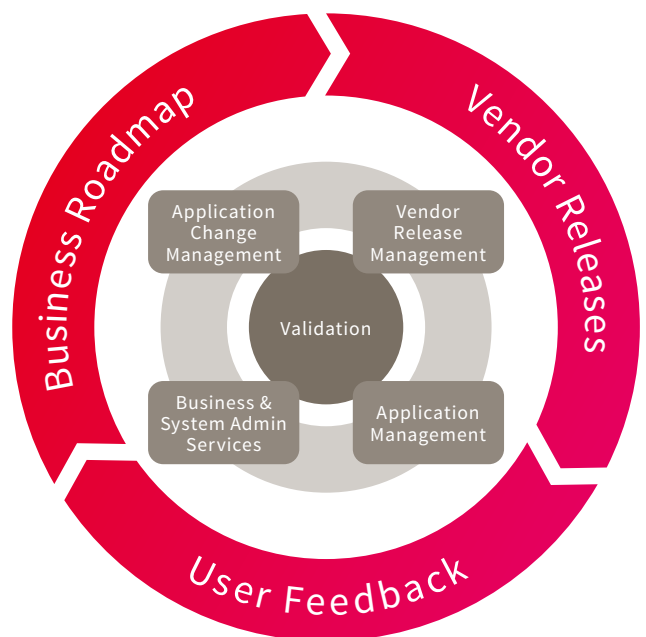 Business Roadmap
Vendor Releases
Application
Change
Management
Vendor
Release
Management
Validation
Business &
System Admin
Services
Application
Management
User Feedback